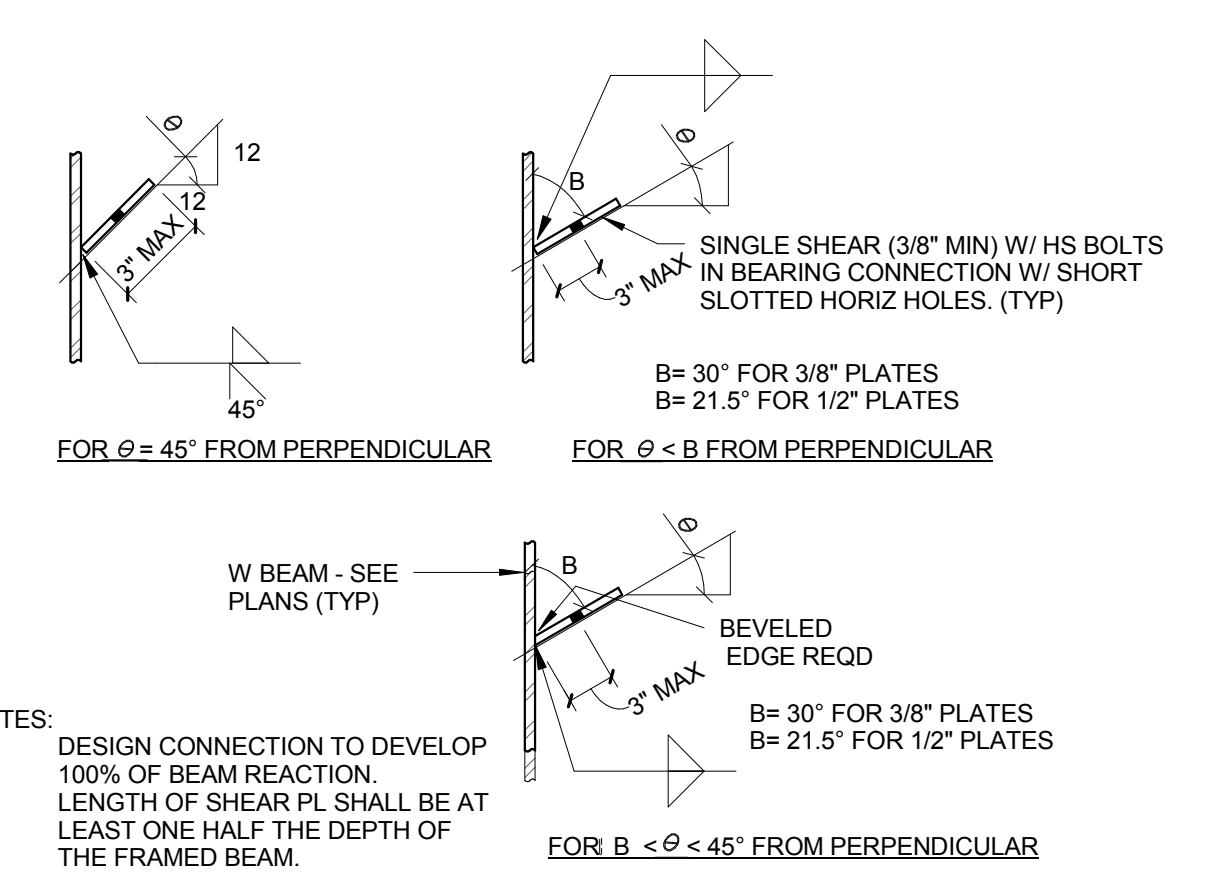 Θ
12
12
3" MAX
45°
FOR Θ = 45° FROM PERPENDICULAR
Θ
B
SINGLE SHEAR (3/8" MIN) W/ HS BOLTS
IN BEARING CONNECTION W/ SHORT
SLOTTED HORIZ HOLES. (TYP)
3" MAX
B= 30° FOR 3/8" PLATES
B= 21.5° FOR 1/2" PLATES
FOR Θ < B FROM PERPENDICULAR
Θ
B
W BEAM - SEE
PLANS (TYP)
BEVELED
EDGE REQD
3" MAX
B= 30° FOR 3/8" PLATES
B= 21.5° FOR 1/2" PLATES
FOR B < Θ < 45° FROM PERPENDICULAR
TES:
DESIGN CONNECTION TO DEVELOP
100% OF BEAM REACTION.
LENGTH OF SHEAR PL SHALL BE AT
LEAST ONE HALF THE DEPTH OF
THE FRAMED BEAM.